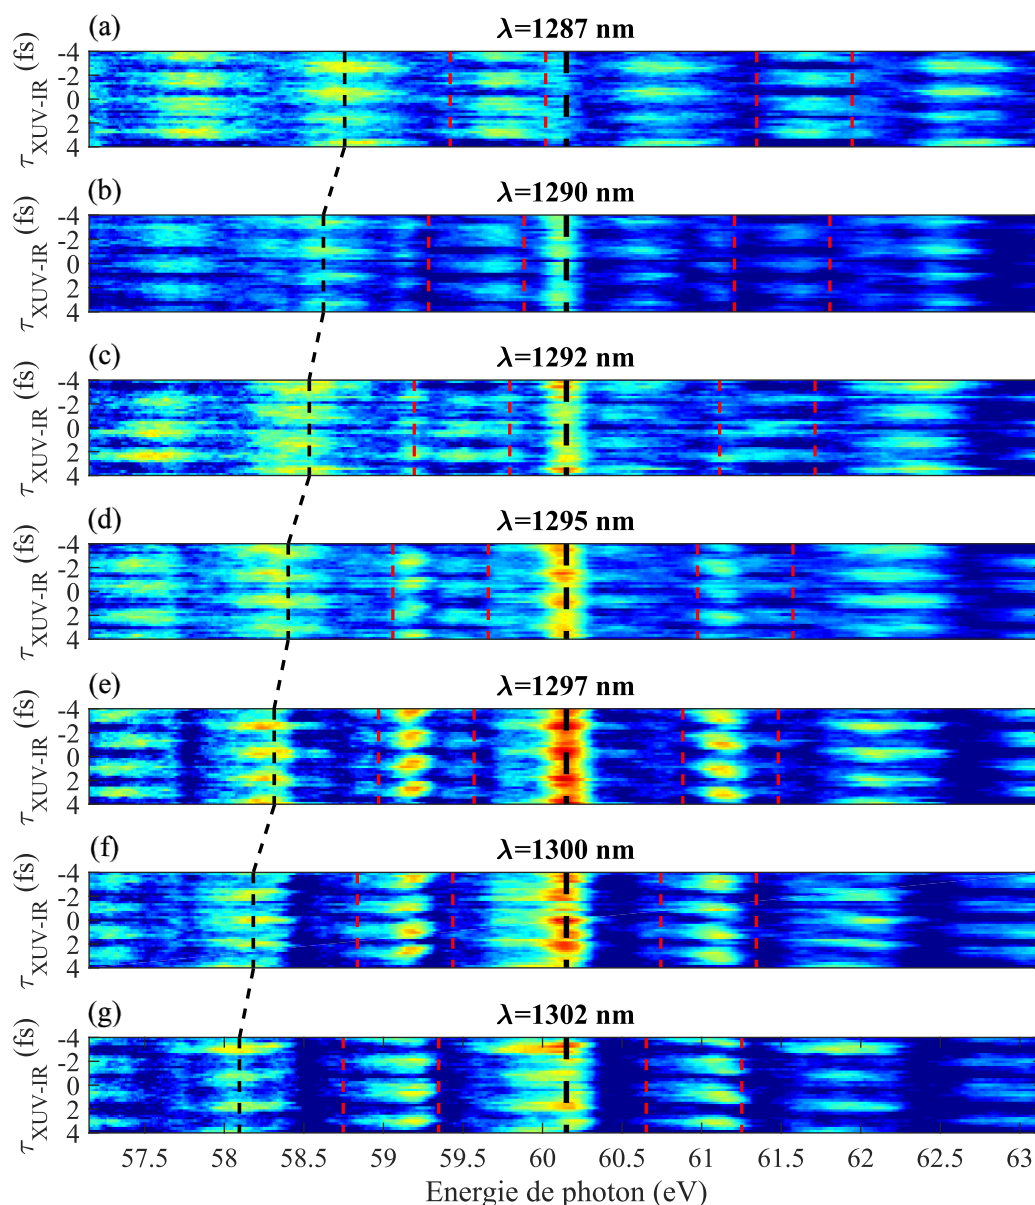 (a) λ=1287 nm
τXUV-IR (fs)
-4
-2
0
2
4
(b) λ=1290 nm
τXUV-IR (fs)
-4
-2
0
2
4
(c) λ=1292 nm
τXUV-IR (fs)
-4
-2
0
2
4
(d) λ=1295 nm
τXUV-IR (fs)
-4
-2
0
2
4
(e) λ=1297 nm
τXUV-IR (fs)
-4
-2
0
2
4
(f) λ=1300 nm
τXUV-IR (fs)
-4
-2
0
2
4
(g) λ=1302 nm
τXUV-IR (fs)
-4
-2
0
2
4
57.5 58 58.5 59 59.5 60 60.5 61 61.5 62 62.5 63
Energie de photon (eV)